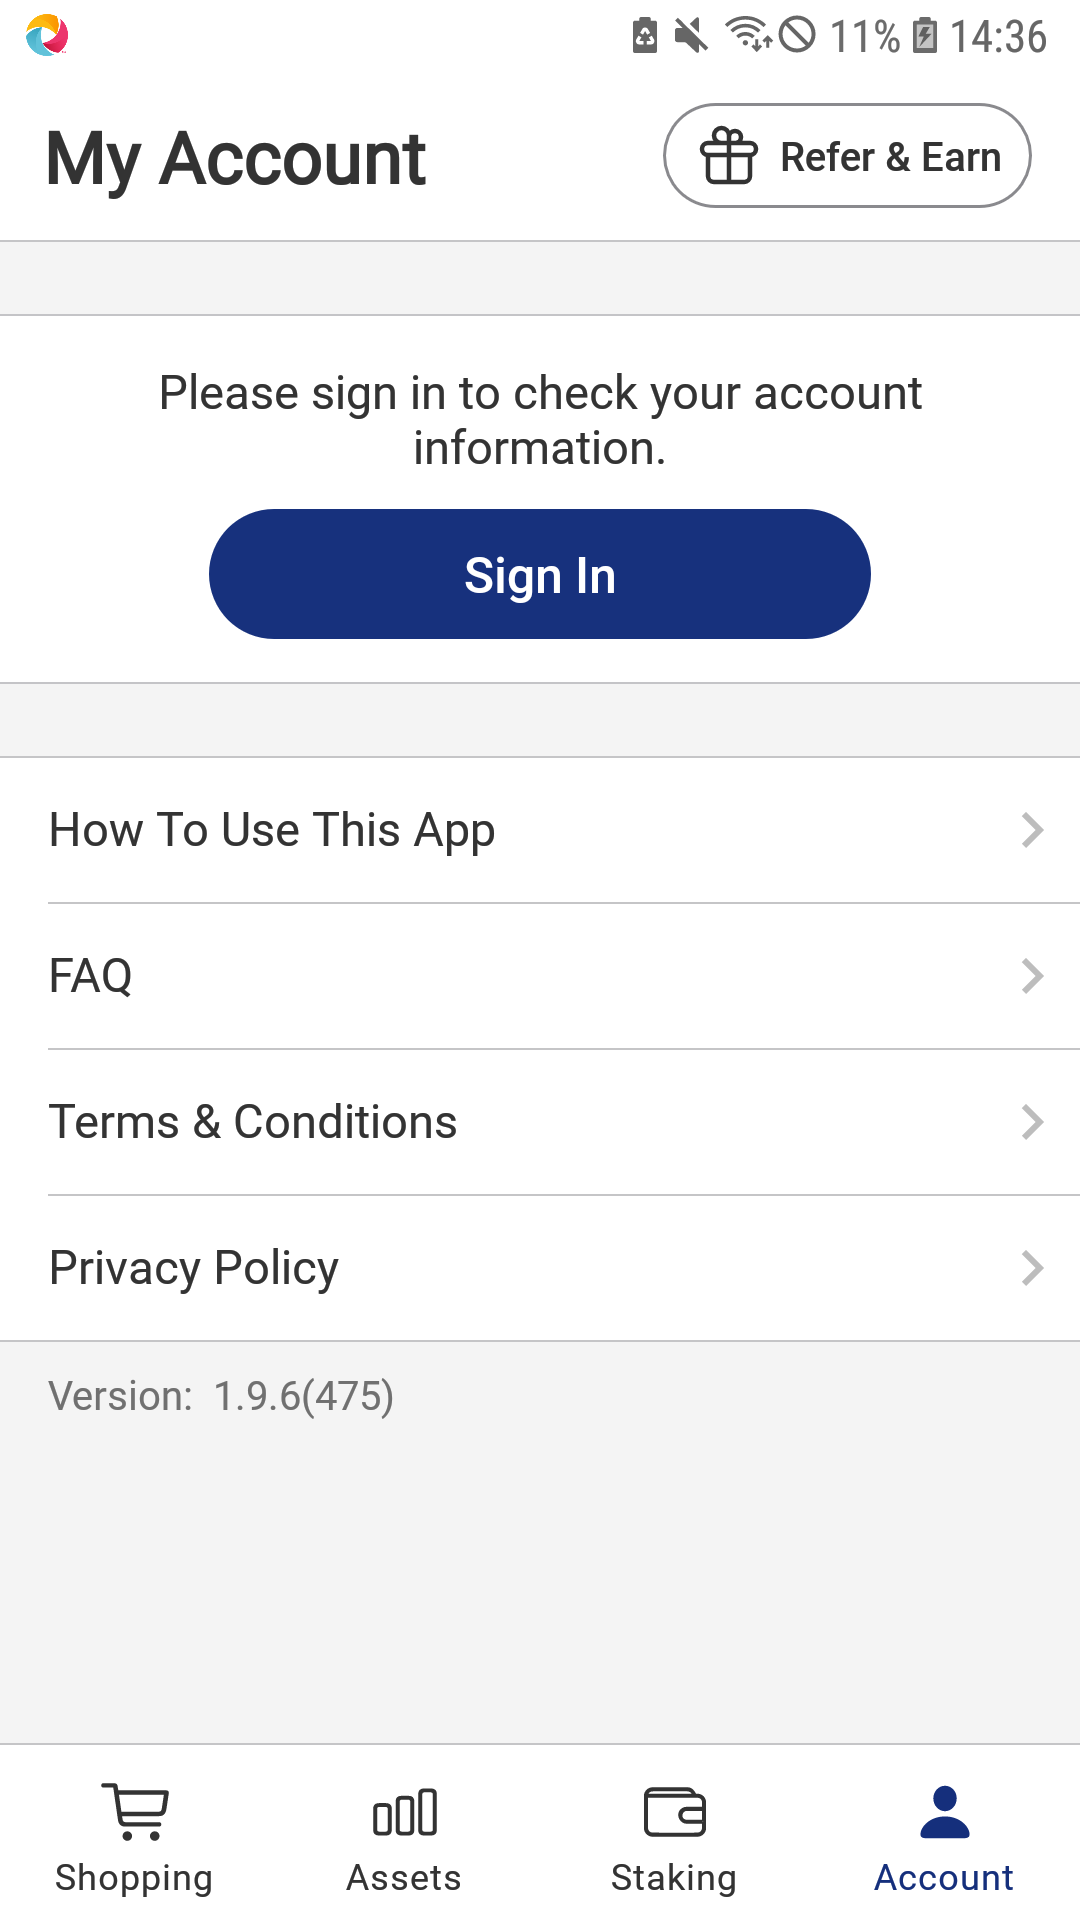 11% 14:36
My Account
Refer & Earn
Please sign in to check your account
information.
Sign In
How To Use This App
FAQ
Terms & Conditions
Privacy Policy
Version: 1.9.6(475)
Shopping Assets Staking Account